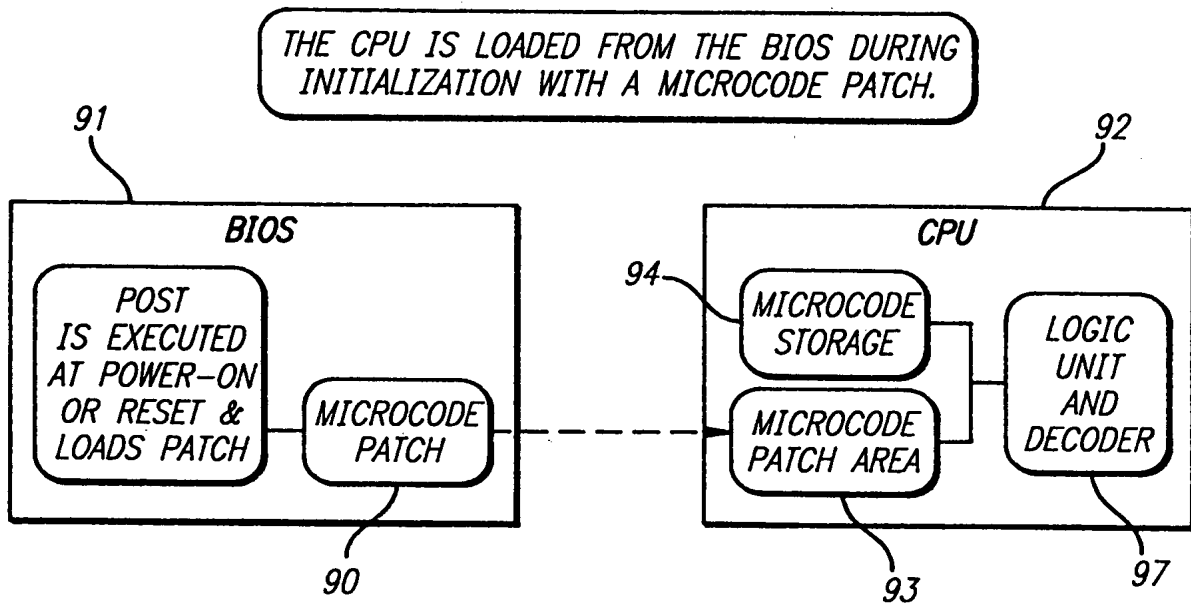 THE CPU IS LOADED FROM THE BIOS DURING
INITIALIZATION WITH A MICROCODE PATCH.
91
92
BIOS
POST
IS EXECUTED
AT POWER-ON
OR RESET &
LOADS PATCH
MICROCODE
PATCH
90
CPU
94
MICROCODE
STORAGE
MICROCODE
PATCH AREA
93
LOGIC
UNIT
AND
DECODER
97